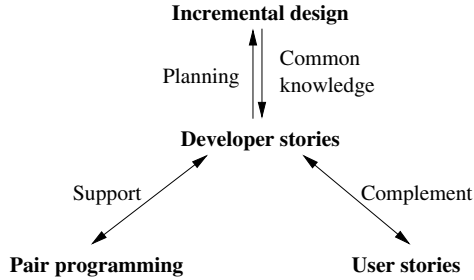 Incremental design
Common
Planning
knowledge
Developer stories
Support
Complement
Pair programming
User stories